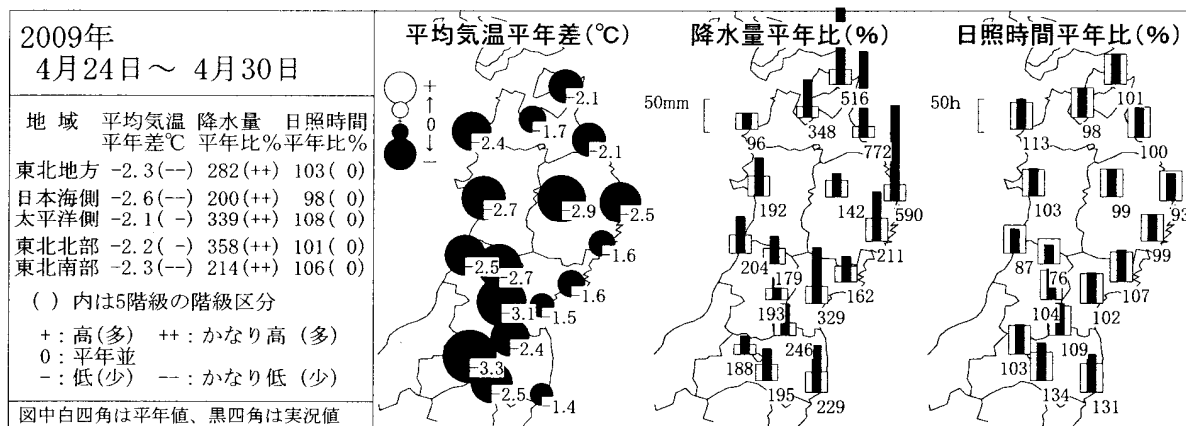 2009年
4月24日～ 4月30日
地 域 平均気温 降水量 日照時間
平年差℃ 平年比% 平年比%
東北地方 -2.3(--) 282(++) 103( 0)
日本海側 -2.6(--) 200(++) 98( 0)
太平洋側 -2.1( -) 339(++) 108( 0)
東北北部 -2.2( -) 358(++) 101( 0)
東北南部 -2.3(--) 214(++) 106( 0)
( ) 内は5階級の階級区分
+：高(多) ++：かなり高 (多)
0：平年並
-：低(少) --：かなり低 (少)
図中白四角は平年値、黒四角は実況値
平均気温平年差(℃)
+
↑
0
↓
-
-2.1
-1.7
-2.4
-2.1
-2.7
-2.9
-2.5
-1.6
-2.5
-2.7
-1.6
-3.1
-1.5
-2.4
-3.3
-2.5
-1.4
降水量平年比(%)
50mm
516
348
96
772
192
142
590
211
204
179
162
193
329
246
188
195
229
日照時間平年比(%)
50h
101
98
113
100
103
99
93
99
87
76
107
104
102
109
103
134
131